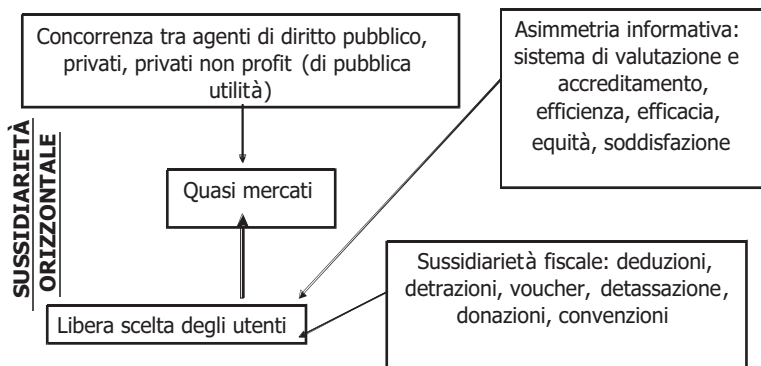 Concorrenza tra agenti di diritto pubblico,
privati, privati non profit (di pubblica
utilità)
Asimmetria informativa:
sistema di valutazione e
accreditamento,
efficienza, efficacia,
equità, soddisfazione
SUSSIDIARIETÀ
ORIZZONTALE
Quasi mercati
Sussidiarietà fiscale: deduzioni,
detrazioni, voucher, detassazione,
donazioni, convenzioni
Libera scelta degli utenti